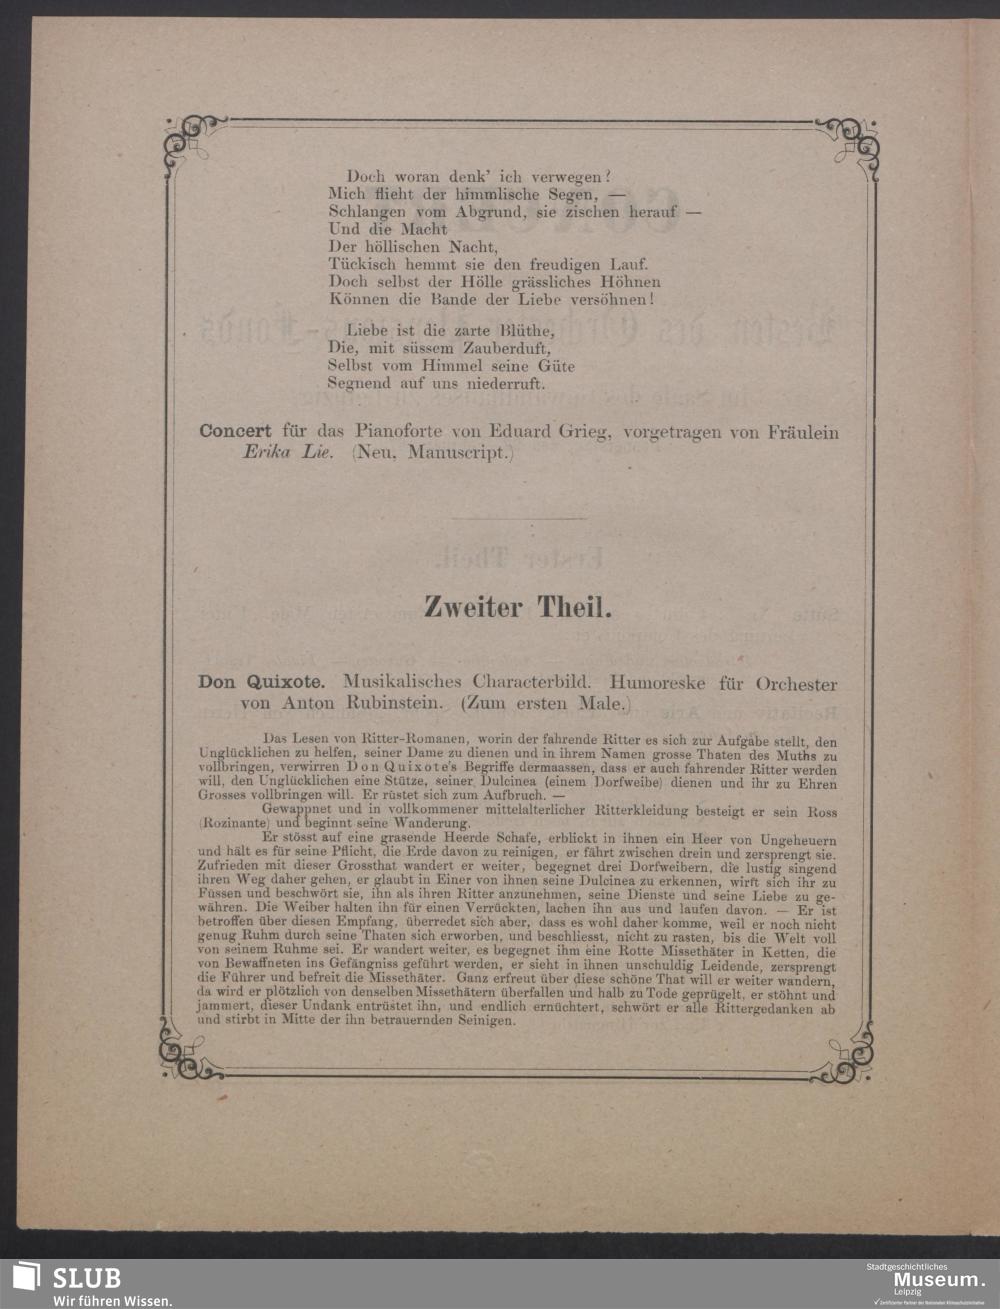 Doch woran denk' ich verwegen?
Mich flieht der himmlische Segen, —
Schlangen vom Abgrund, sie zischen herauf —
Und die Macht
Der höllischen Nacht,
Tückisch hemmt sie den freudigen Lauf.
Doch selbst der Hölle grässliches Höhnen
Können die Bande der Liebe versöhnen!
Liebe ist die zarte Blüthe,
Die, mit süssem Zauberduft,
Selbst vom Himmel seine Güte
Segnend auf uns niederruft.
Concert für das Pianoforte von Eduard Grieg, vorgetragen von Fräulein
Erika Lie. (Neu, Manuscript.)
Zweiter Theil.
Don Quixote. Musikalisches Characterbild. Humoreske für Orchester
von Anton Rubinstein. (Zum ersten Male.)
Das Lesen von Ritter-Romanen, worin der fahrende Ritter es sich zur Aufgabe stellt, den
Unglücklichen zu helfen, seiner Dame zu dienen und in ihrem Namen grosse Thaten des Muths zu
vollbringen, verwirren Don Quixote's Begriffe dermaassen, dass er auch fahrender Ritter werden
will, den Unglücklichen eine Stütze, seiner Dulcinea (einem Dorfweibe) dienen und ihr zu Ehren
Grosses vollbringen will. Er rüstet sich zum Aufbruch. —
Gewappnet und in vollkommener mittelalterlicher Ritterkleidung besteigt er sein Ross
(Rozinante) und beginnt seine Wanderung.
Er stösst auf eine grasende Heerde Schafe, erblickt in ihnen ein Heer von Ungeheuern
und hält es für seine Pflicht, die Erde davon zu reinigen, er fährt zwischen drein und zersprengt sie.
Zufrieden mit dieser Grossthat wandert er weiter, begegnet drei Dorfweibern, die lustig singend
ihren Weg daher gehen, er glaubt in Einer von ihnen seine Dulcinea zu erkennen, wirft sich ihr zu
Füssen und beschwört sie, ihn als ihren Ritter anzunehmen, seine Dienste und seine Liebe zu ge-
währen. Die Weiber halten ihn für einen Verrückten, lachen ihn aus und laufen davon. — Er ist
betroffen über diesen Empfang, überredet sich aber, dass es wohl daher komme, weil er noch nicht
genug Ruhm durch seine Thaten sich erworben, und beschliesst, nicht zu rasten, bis die Welt voll
von seinem Ruhme sei. Er wandert weiter, es begegnet ihm eine Rotte Missethäter in Ketten, die
von Bewaffneten ins Gefängniss geführt werden, er sieht in ihnen unschuldig Leidende, zersprengt
die Führer und befreit die Missethäter. Ganz erfreut über diese schöne That will er weiter wandern,
da wird er plötzlich von denselben Missethätern überfallen und halb zu Tode geprügelt, er stöhnt und
jammert, dieser Undank entrüstet ihn, und endlich ernüchtert, schwört er alle Rittergedanken ab
und stirbt in Mitte der ihn betrauernden Seinigen.
SLUB
Wir führen Wissen.
Stadtgeschichtliches
Museum.
Leipzig
Zertifizierter Partner der Nationalen Klimaschutzinitiative